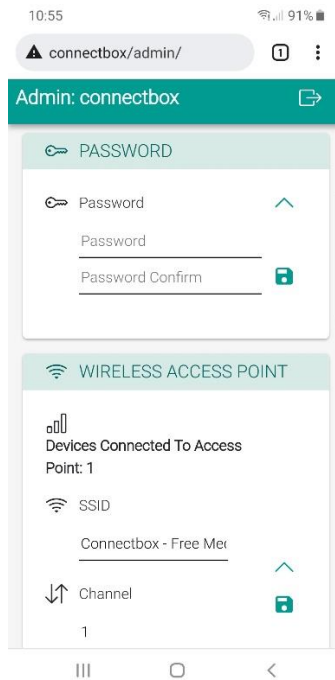 10:55
91%
connectbox/admin/
1
Admin: connectbox
PASSWORD
Password
Password
Password Confirm
WIRELESS ACCESS POINT
Devices Connected To Access
Point: 1
SSID
Connectbox - Free Me
Channel
1